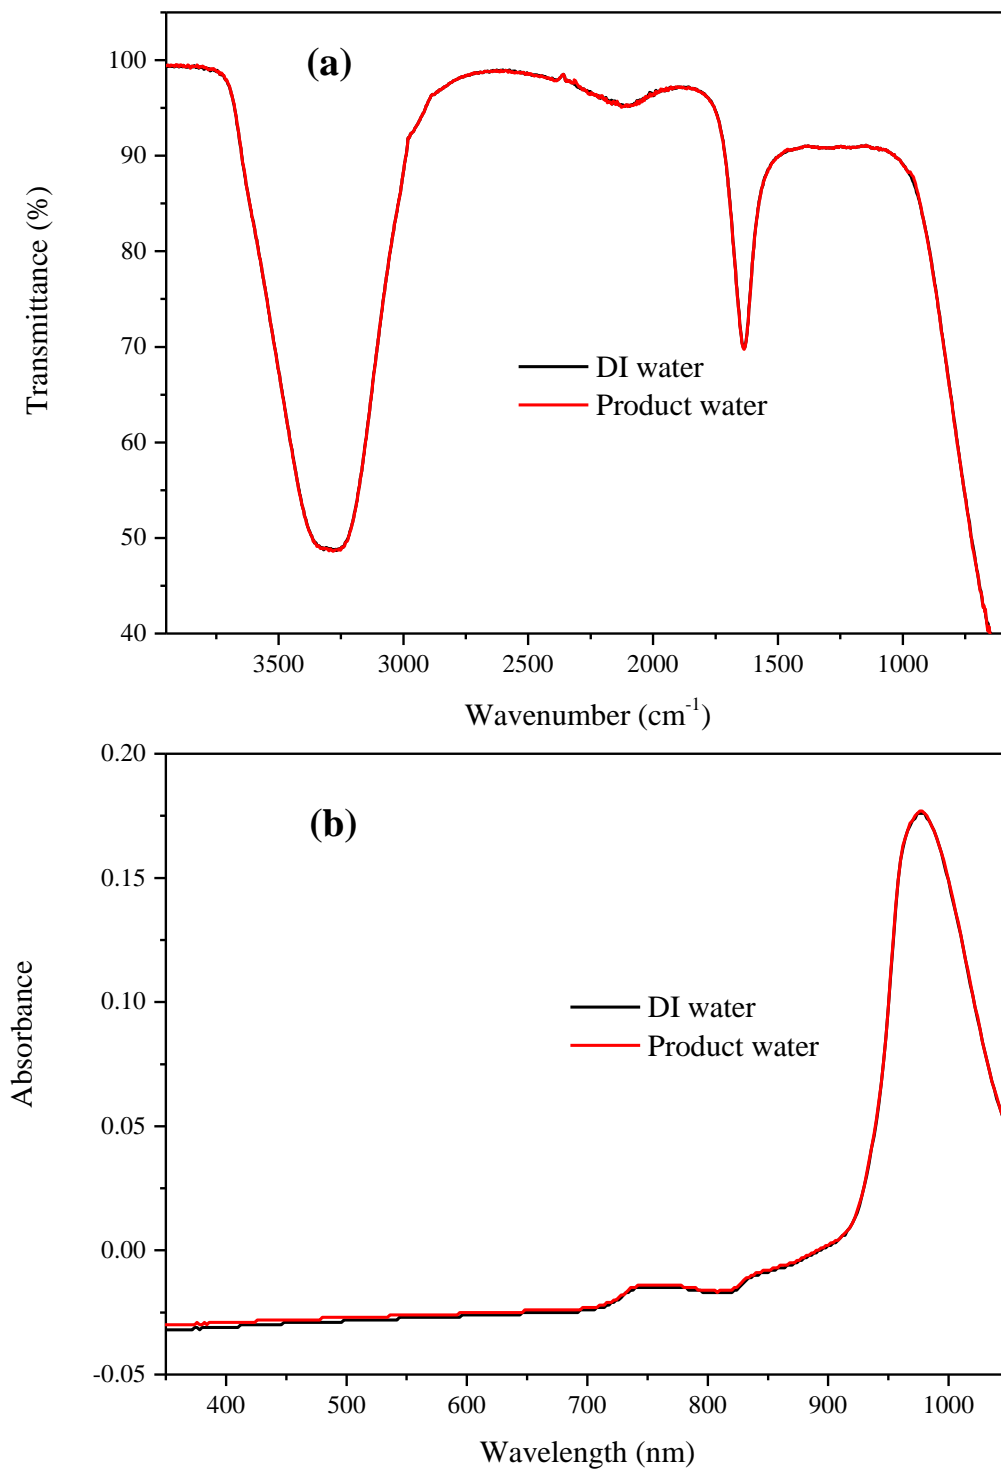 (a)
100
90
80
70
60
50
40
Transmittance (%)
DI water
Product water
3500 3000 2500 2000 1500 1000
Wavenumber (cm⁻¹)
(b)
0.20
0.15
0.10
0.05
0.00
-0.05
Absorbance
DI water
Product water
400 500 600 700 800 900 1000
Wavelength (nm)